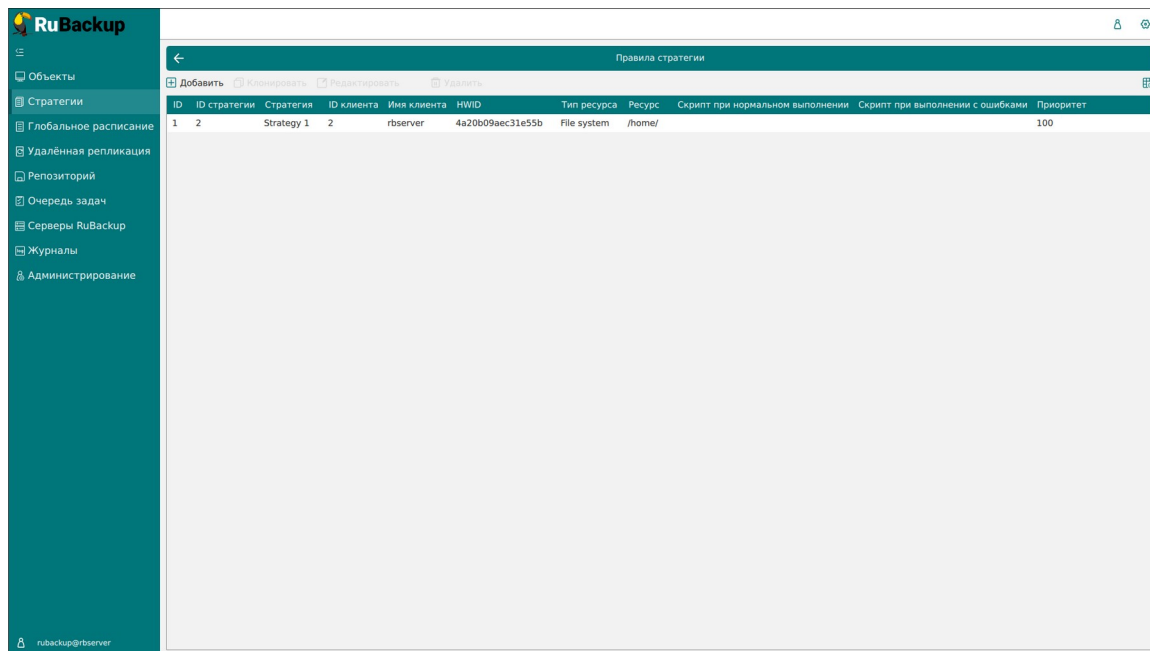 RuBackup
Правила стратегии
Объекты
Стратегии
Глобальное расписание
Удалённая репликация
Репозиторий
Очередь задач
Серверы RuBackup
Журналы
Администрирование
rubackup@rbserver
Добавить Клонировать Редактировать Удалить
ID ID стратегии Стратегия ID клиента Имя клиента HWID Тип ресурса Ресурс Скрипт при нормальном выполнении Скрипт при выполнении с ошибками Приоритет
1 2 Strategy 1 2 rbserver 4a20b09aec31e55b File system /home/ 100